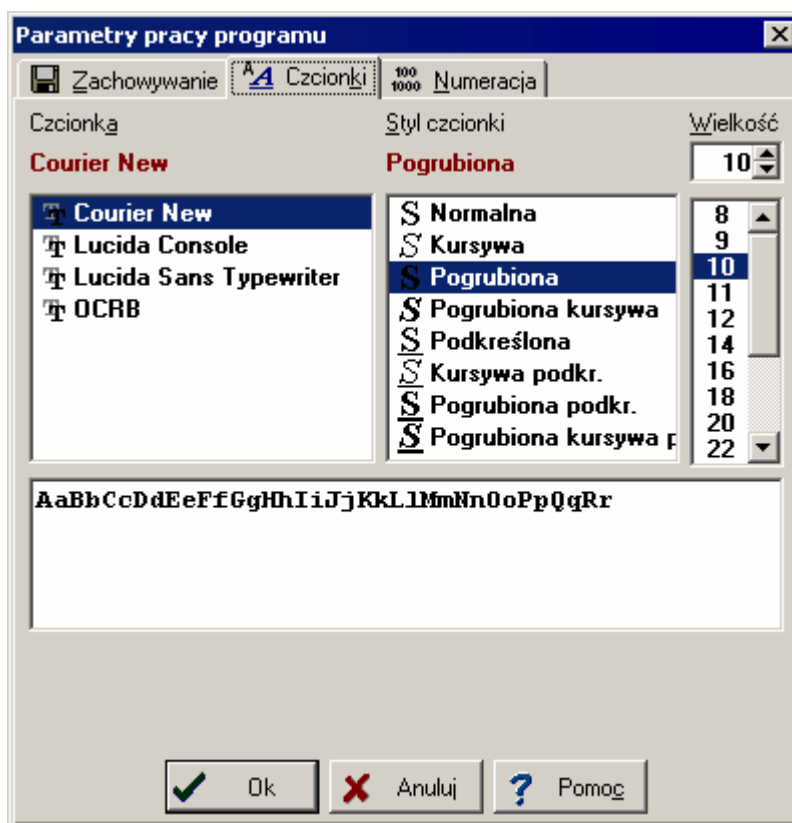 Parametry pracy programu
Zachowywanie
Czcionki
100
1000
Numeracja
Czcionka
Styl czcionki
Wielkość
Courier New
Pogrubiona
10
Courier New
Lucida Console
Lucida Sans Typewriter
OCRB
Normalna
Kursywa
Pogrubiona
Pogrubiona kursywa
Podkreślona
Kursywa podkr.
Pogrubiona podkr.
Pogrubiona kursywa p
8
9
10
11
12
14
16
18
20
22
AaBbCcDdEeFfGgHhIiJjKkLlMmNnOoPpQqRr
Ok
Anuluj
Pomoc